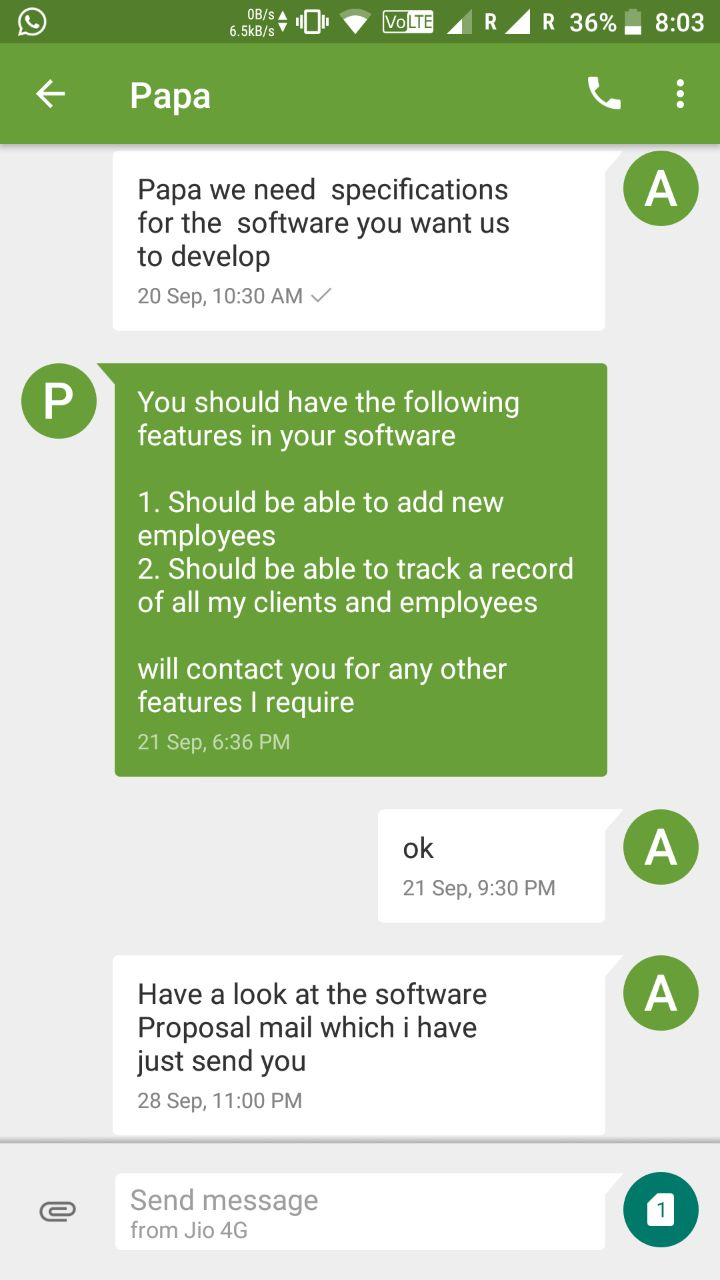 0B/s
6.5kB/s
VoLTE R R 36% 8:03
Papa
Papa we need  specifications
for the  software you want us
to develop
20 Sep, 10:30 AM
A
P
You should have the following
features in your software
1. Should be able to add new
employees
2. Should be able to track a record
of all my clients and employees
will contact you for any other
features I require
21 Sep, 6:36 PM
ok
21 Sep, 9:30 PM
A
Have a look at the software
Proposal mail which i have
just send you
28 Sep, 11:00 PM
A
Send message
from Jio 4G
1